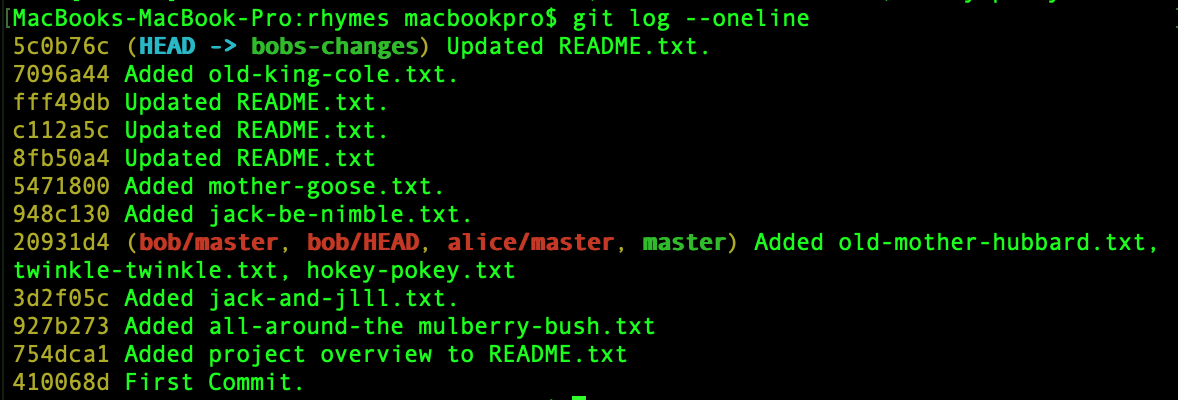 [MacBooks-MacBook-Pro:rhymes macbookpro$ git log --oneline
5c0b76c (HEAD -> bobs-changes) Updated README.txt.
7096a44 Added old-king-cole.txt.
fff49db Updated README.txt.
c112a5c Updated README.txt.
8fb50a4 Updated README.txt
5471800 Added mother-goose.txt.
948c130 Added jack-be-nimble.txt.
20931d4 (bob/master, bob/HEAD, alice/master, master) Added old-mother-hubbard.txt,
twinkle-twinkle.txt, hokey-pokey.txt
3d2f05c Added jack-and-jlll.txt.
927b273 Added all-around-the mulberry-bush.txt
754dca1 Added project overview to README.txt
410068d First Commit.